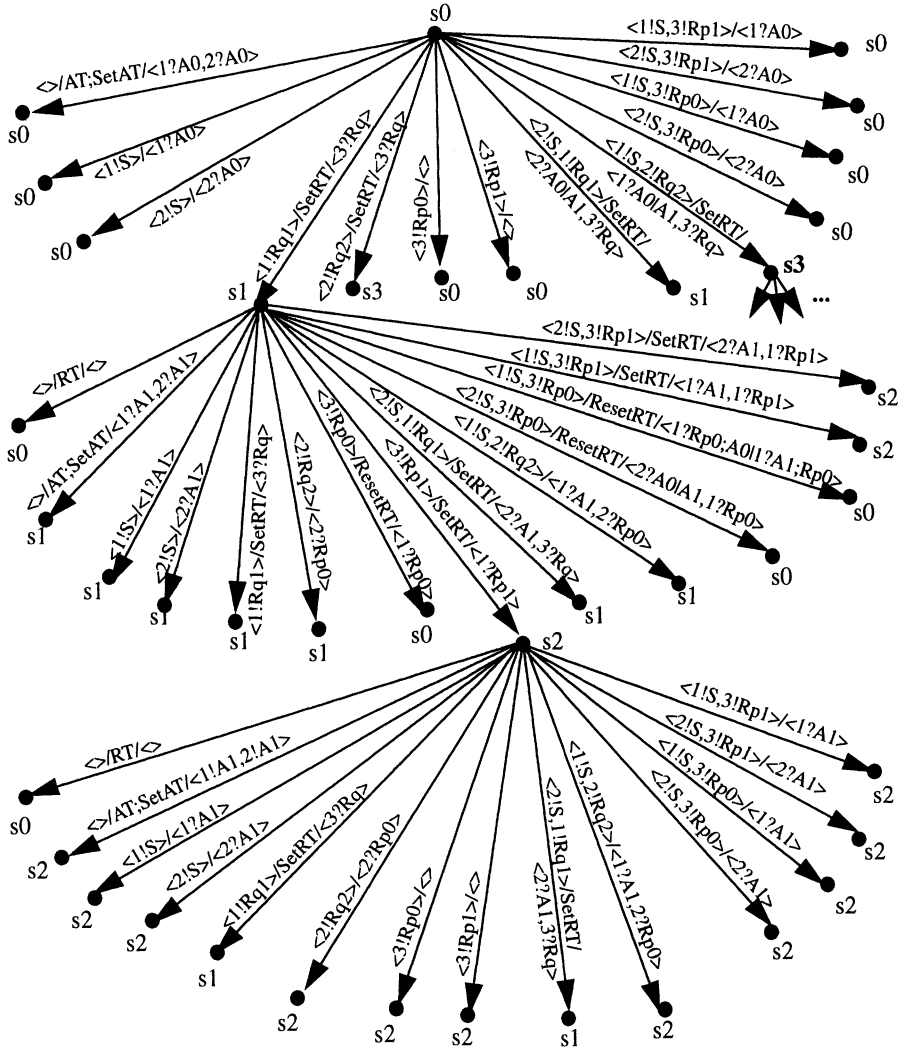 s0
<1!S,3!Rp1>/<1?A0>
s0
<2!S,3!Rp1>/<2?A0>
s0
<1!S,3!Rp0>/<1?A0>
s0
<2!S,3!Rp0>/<2?A0>
s0
<>/AT;SetAT/<1?A0,2?A0>
s0
<1!S>/<1?A0>
s0
<2!S>/<2?A0>
s0
<1!Rq1>/SetRT/<3?Rq>
s1
<2!Rq2>/SetRT/<3?Rq>
s3
<3!Rp0>/<>
s0
<3!Rp1>/<>
s0
<2!S,1!Rq1>/SetRT/
<2?A0|A1,3?Rq>
s1
<1!S,2!Rq2>/SetRT/
<1?A0|A1,3?Rq>
s3
...
<>/RT/<>
s0
<>/AT;SetAT/<1?A1,2?A1>
s1
<1!S>/<1?A1>
s1
<2!S>/<2?A1>
s1
<1!Rq1>/SetRT/<3?Rq>
s1
<2!Rq2>/<2?Rp0>
s1
<3!Rp0>/ResetRT/<1?Rp0>
s0
<3!Rp1>/SetRT/<1?Rp1>
s2
<2!S,1!Rq1>/SetRT/<2?A1,3?Rq>
s1
<1!S,2!Rq2>/<1?A1,2?Rp0>
s1
<2!S,3!Rp0>/ResetRT/<2?A0|A1,1?Rp0>
s0
<1!S,3!Rp0>/ResetRT/<1?Rp0;A0|1?A1;Rp0>
s0
<1!S,3!Rp1>/SetRT/<1?A1,1?Rp1>
s2
<2!S,3!Rp1>/SetRT/<2?A1,1?Rp1>
s2
<>/RT/<>
s0
<>/AT;SetAT/<1!A1,2!A1>
s2
<1!S>/<1?A1>
s2
<2!S>/<2?A1>
s2
<1!Rq1>/SetRT/<3?Rq>
s1
<2!Rq2>/<2?Rp0>
s2
<3!Rp0>/<>
s2
<3!Rp1>/<>
s2
<2!S,1!Rq1>/SetRT/
<2?A1,3?Rq>
s1
<1!S,2!Rq2>/<1?A1,2?Rp0>
s2
<2!S,3!Rp0>/<2?A1>
s2
<1!S,3!Rp0>/<1?A1>
s2
<2!S,3!Rp1>/<2?A1>
s2
<1!S,3!Rp1>/<1?A1>
s2